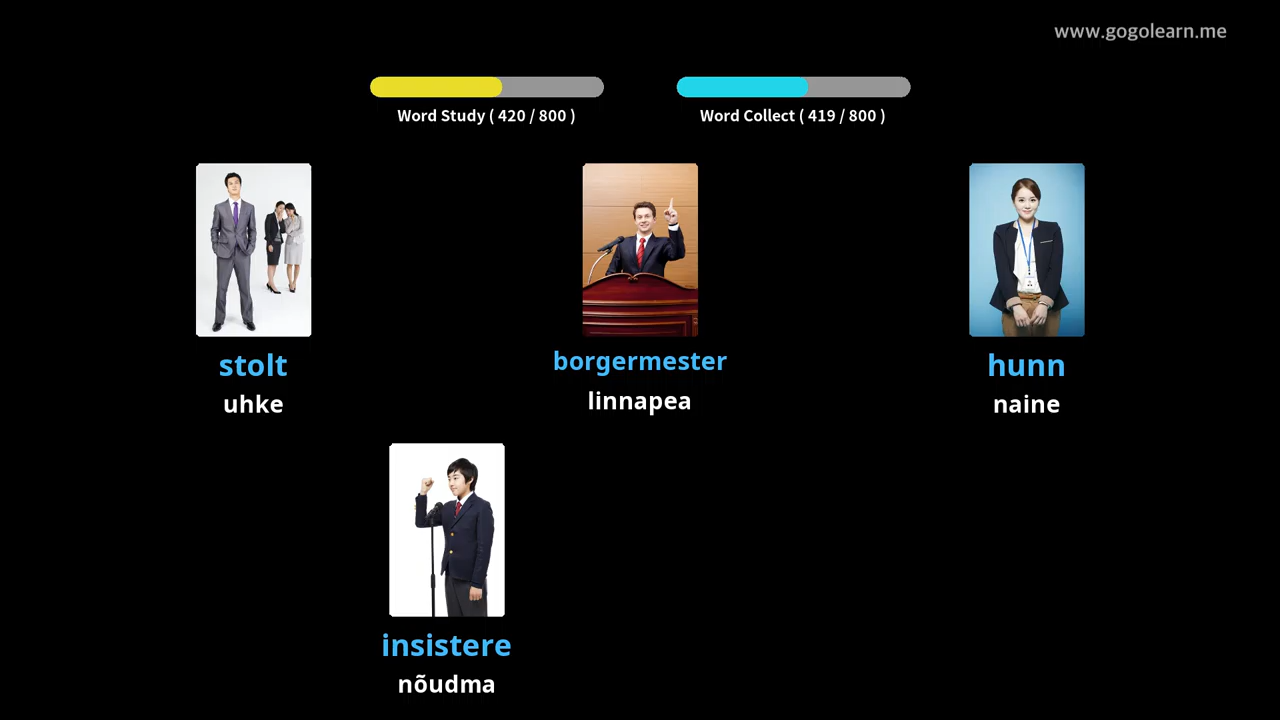 www.gogolearn.me
Word Study ( 420 / 800 )
Word Collect ( 419 / 800 )
stolt
uhke
borgermester
linnapea
hunn
naine
insistere
nõudma